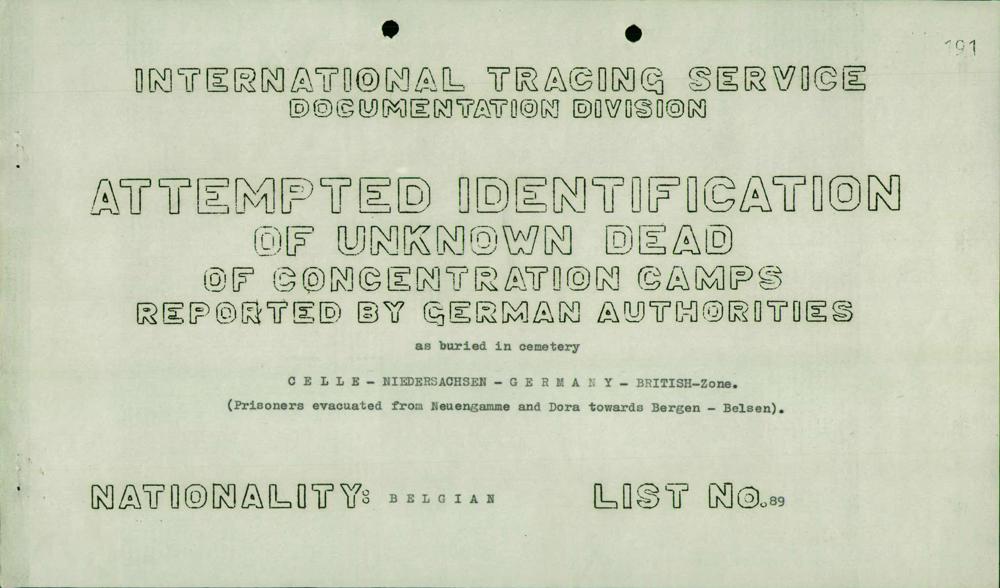 191
INTERNATIONAL TRACING SERVICE
DOCUMENTATION DIVISION
ATTEMPTED IDENTIFICATION
OF UNKNOWN DEAD
OF CONCENTRATION CAMPS
REPORTED BY GERMAN AUTHORITIES
as buried in cemetery
C E L L E – NIEDERSACHSEN – G E R M A N Y – BRITISH-Zone.
(Prisoners evacuated from Neuengamme and Dora towards Bergen – Belsen).
NATIONALITY: B E L G I A N LIST No. 89